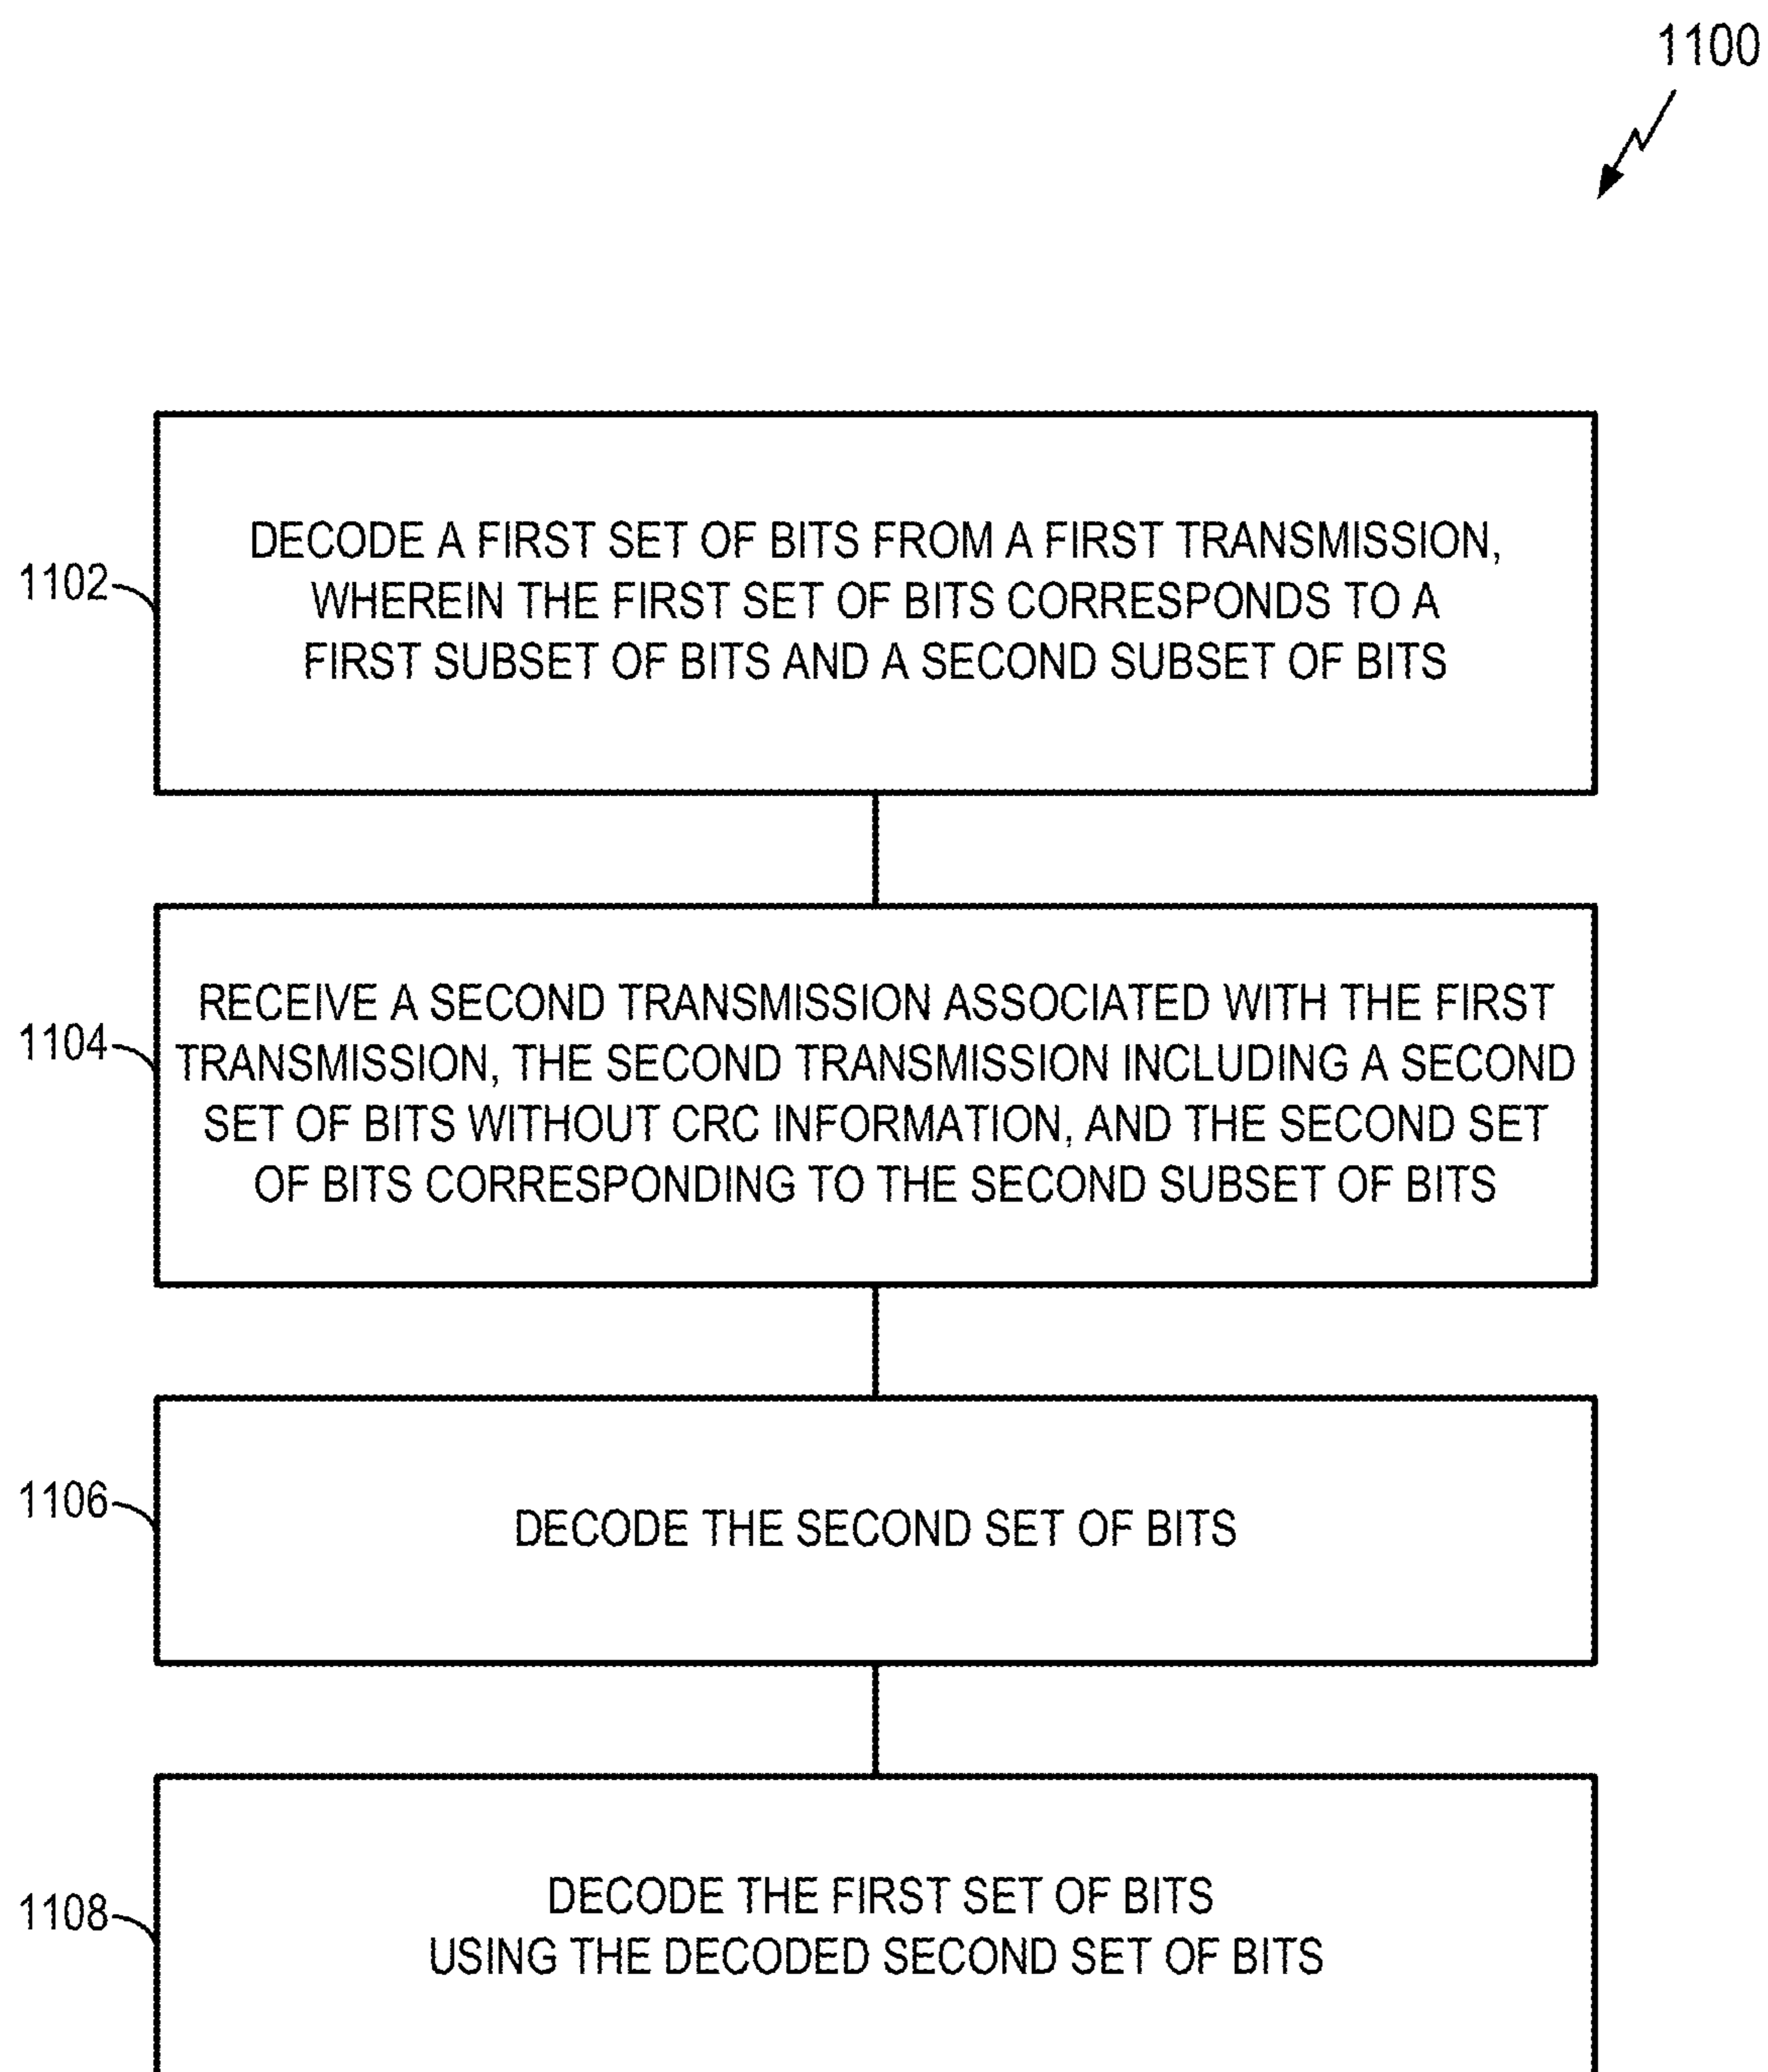 1100
DECODE A FIRST SET OF BITS FROM A FIRST TRANSMISSION,
WHEREIN THE FIRST SET OF BITS CORRESPONDS TO A
FIRST SUBSET OF BITS AND A SECOND SUBSET OF BITS
1102
RECEIVE A SECOND TRANSMISSION ASSOCIATED WITH THE FIRST
TRANSMISSION, THE SECOND TRANSMISSION INCLUDING A SECOND
SET OF BITS WITHOUT CRC INFORMATION, AND THE SECOND SET
OF BITS CORRESPONDING TO THE SECOND SUBSET OF BITS
1104
DECODE THE SECOND SET OF BITS
1106
DECODE THE FIRST SET OF BITS
USING THE DECODED SECOND SET OF BITS
1108